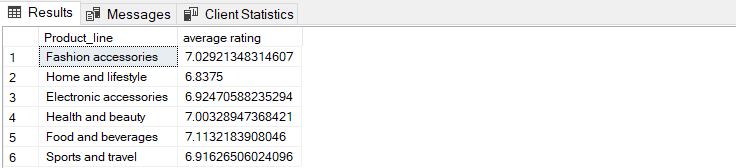 Results Messages Client Statistics
Product_line average rating
1 Fashion accessories 7.02921348314607
2 Home and lifestyle 6.8375
3 Electronic accessories 6.92470588235294
4 Health and beauty 7.00328947368421
5 Food and beverages 7.1132183908046
6 Sports and travel 6.91626506024096